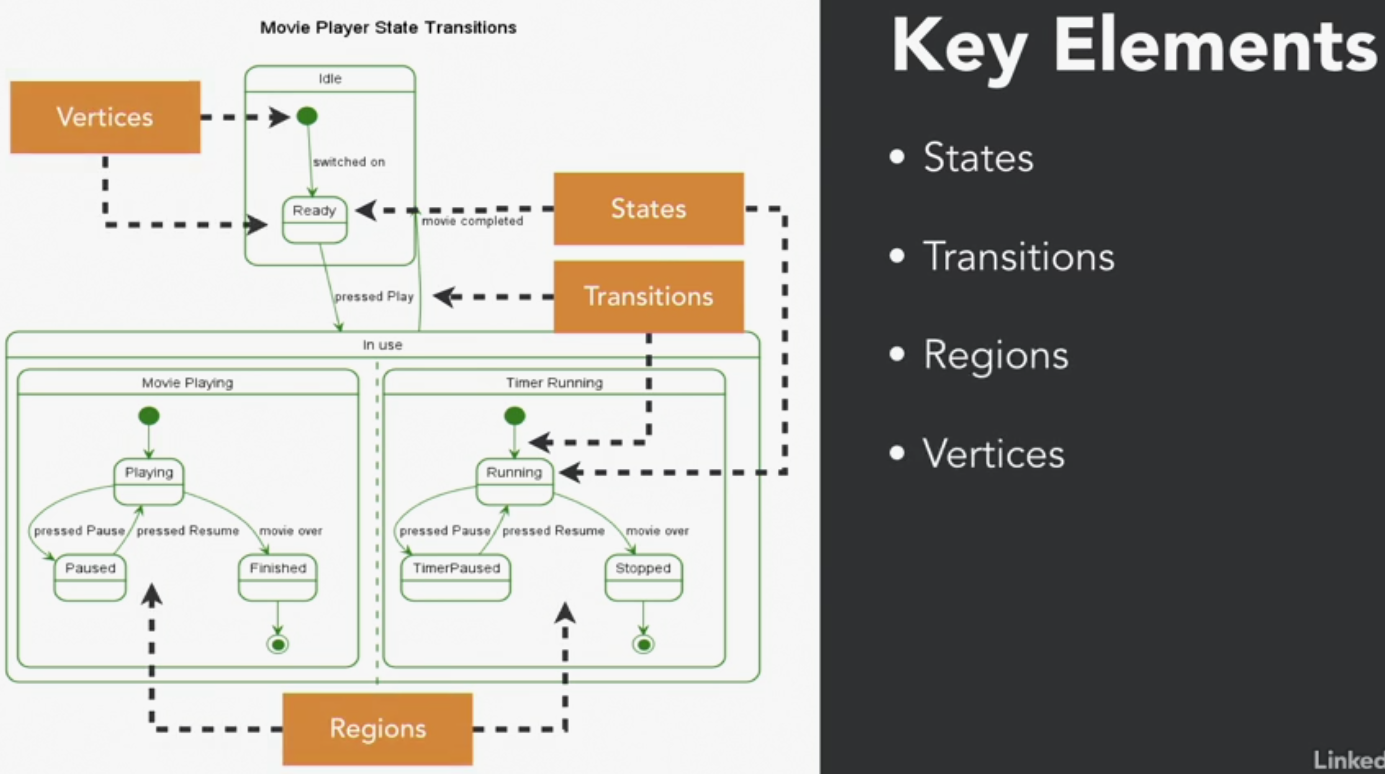 Movie Player State Transitions
Idle
Vertices
switched on
Ready
States
movie completed
pressed Play
Transitions
In use
Movie Playing
Timer Running
Playing
Running
pressed Pause
pressed Resume
movie over
pressed Pause
pressed Resume
movie over
Paused
Finished
TimerPaused
Stopped
Regions
Key Elements
• States
• Transitions
• Regions
• Vertices
Linked